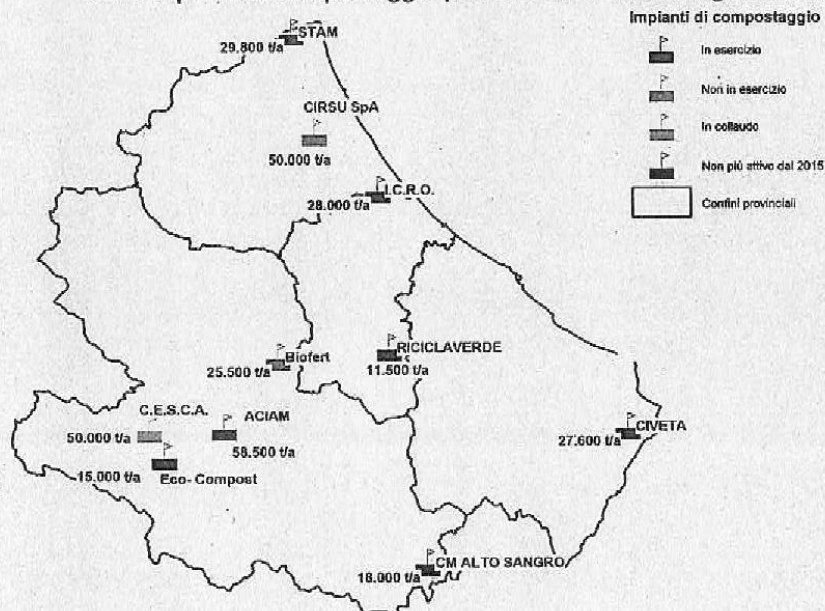 STAM
29.800 t/a
CIRSU SpA
50.000 t/a
I.C.R.O.
28.000 t/a
Biofert
25.500 t/a
RICICLAVERDE
11.500 t/a
C.E.S.C.A.
50.000 t/a
ACIAM
58.500 t/a
15.000 t/a
Eco-Compost
CIVETA
27.600 t/a
CM ALTO SANGRO
18.000 t/a
Impianti di compostaggio
In esercizio
Non in esercizio
In collaudo
Non più attivo dal 2015
Confini provinciali